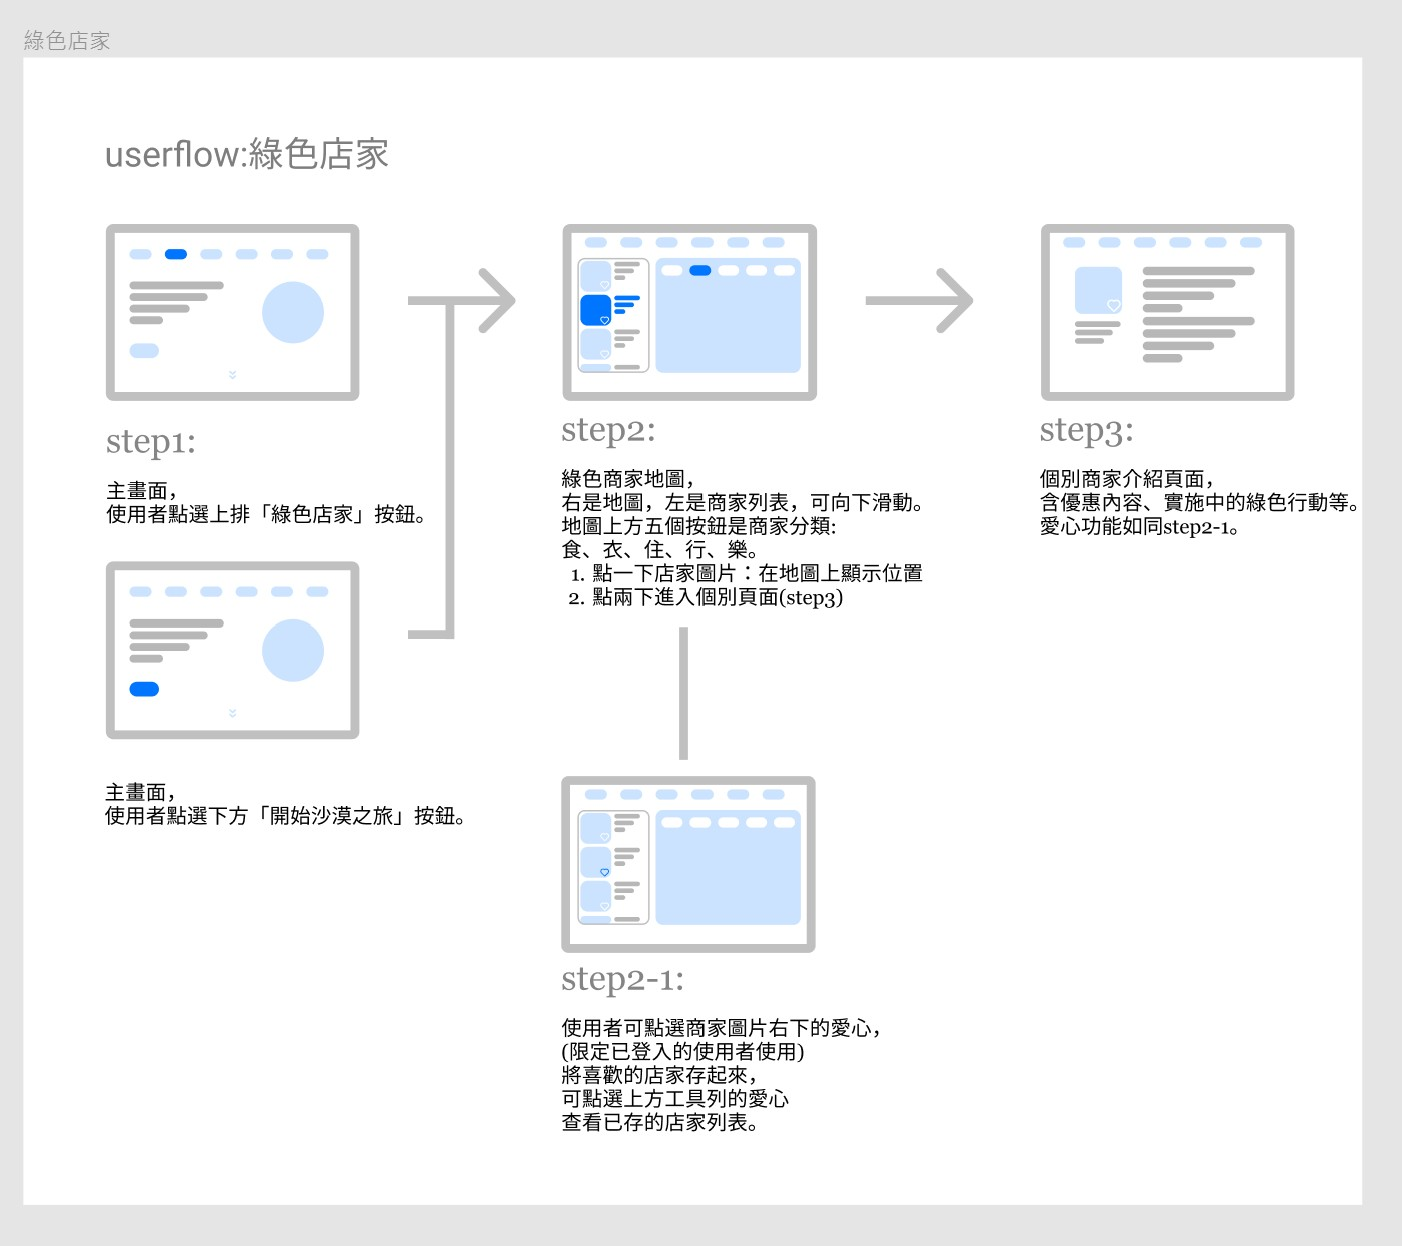 綠色店家
userflow:綠色店家
step1:
主畫面，
使用者點選上排「綠色店家」按鈕。
主畫面，
使用者點選下方「開始沙漠之旅」按鈕。
step2:
綠色商家地圖，
右是地圖，左是商家列表，可向下滑動。
地圖上方五個按鈕是商家分類:
食、衣、住、行、樂。
1. 點一下店家圖片：在地圖上顯示位置
2. 點兩下進入個別頁面(step3)
step2-1:
使用者可點選商家圖片右下的愛心，
(限定已登入的使用者使用)
將喜歡的店家存起來，
可點選上方工具列的愛心
查看已存的店家列表。
step3:
個別商家介紹頁面，
含優惠內容、實施中的綠色行動等。
愛心功能如同step2-1。